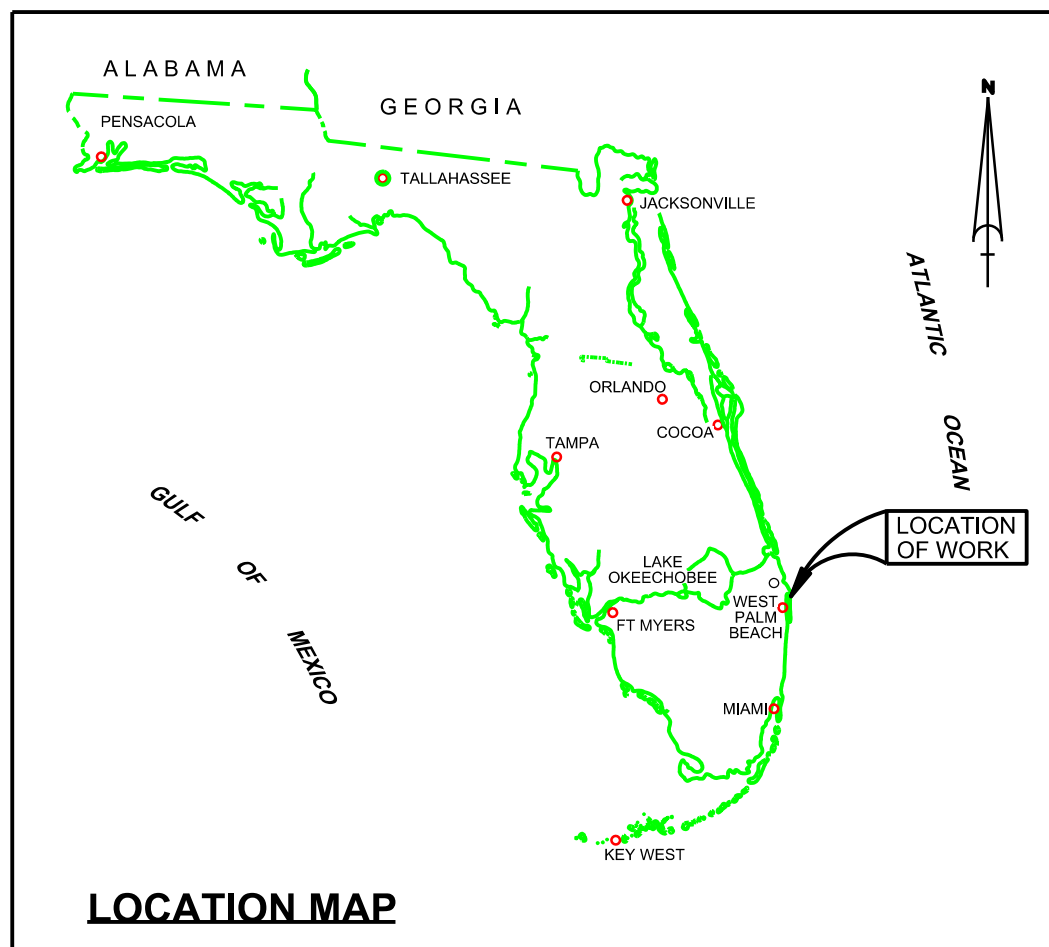 ALABAMA
GEORGIA
N
PENSACOLA
TALLAHASSEE
JACKSONVILLE
ATLANTIC
OCEAN
ORLANDO
COCOA
TAMPA
GULF
OF
MEXICO
LOCATION
OF WORK
LAKE
OKEECHOBEE
WEST
PALM
BEACH
FT MYERS
MIAMI
KEY WEST
LOCATION MAP